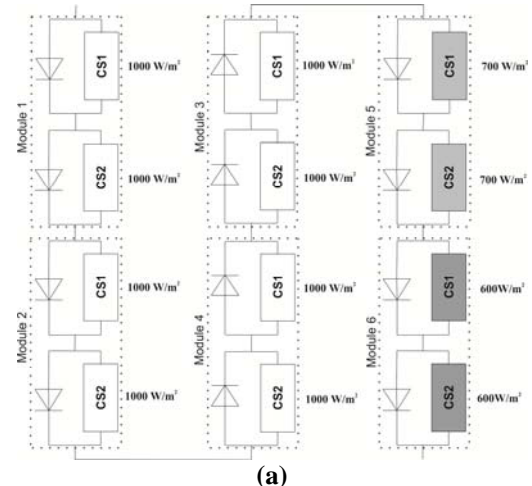 Module 1
CS1
1000 W/m²
CS2
1000 W/m²
Module 2
CS1
1000 W/m²
CS2
1000 W/m²
Module 3
CS1
1000 W/m²
CS2
1000 W/m²
Module 4
CS1
1000 W/m²
CS2
1000 W/m²
Module 5
CS1
700 W/m²
CS2
700 W/m²
Module 6
CS1
600W/m²
CS2
600W/m²
(a)